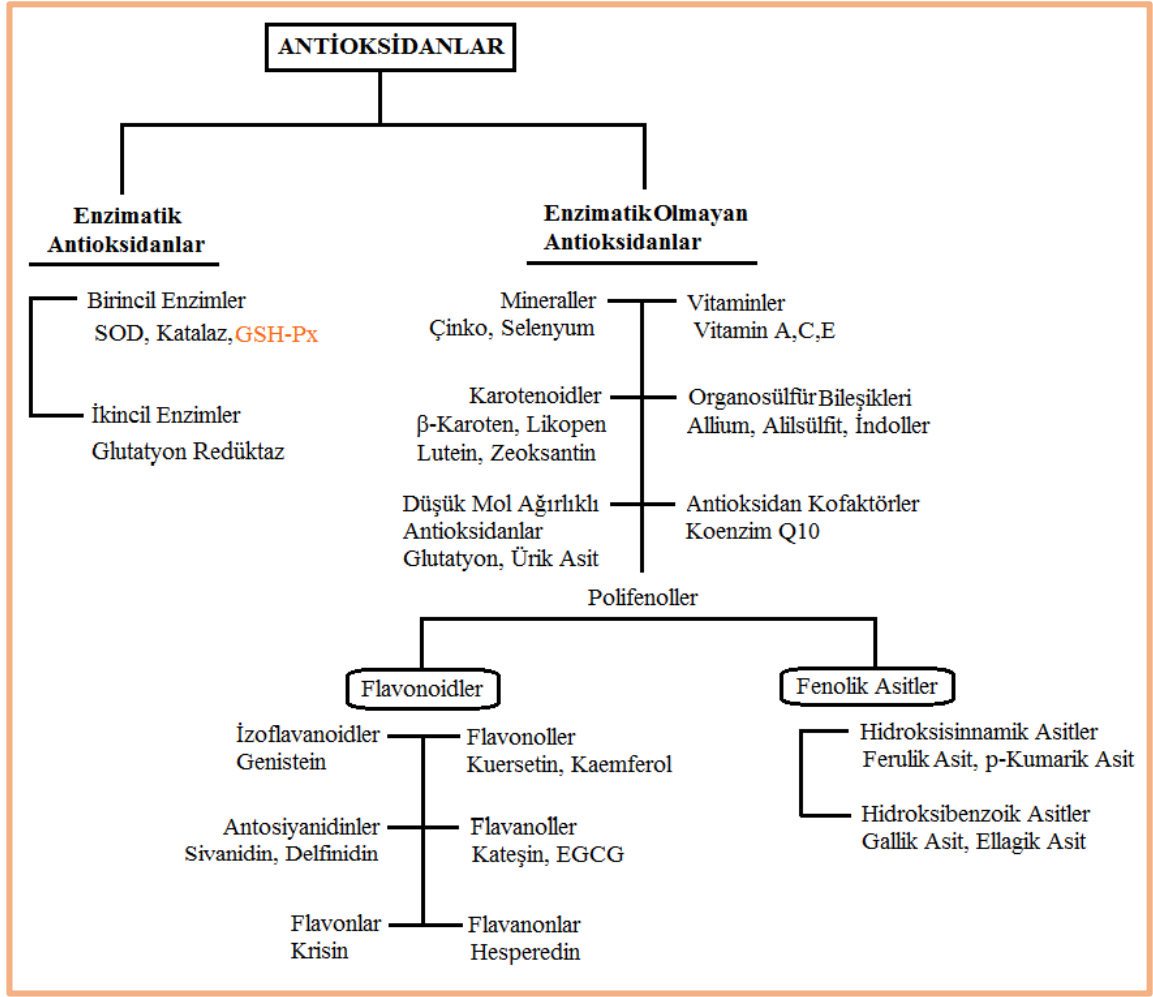 ANTİOKSİDANLAR
Enzimatik
Antioksidanlar
Birincil Enzimler
SOD, Katalaz, GSH-Px
İkincil Enzimler
Glutatyon Redüktaz
Enzimatik Olmayan
Antioksidanlar
Mineraller
Çinko, Selenyum
Vitaminler
Vitamin A,C,E
Karotenoidler
β-Karoten, Likopen
Lutein, Zeoksantin
Organosülfür Bileşikleri
Allium, Alilsülfit, İndoller
Düşük Mol Ağırlıklı
Antioksidanlar
Glutatyon, Ürik Asit
Antioksidan Kofaktörler
Koenzim Q10
Polifenoller
Flavonoidler
İzoflavanoidler
Genistein
Flavonoller
Kuersetin, Kaemferol
Antosiyanidinler
Sivanidin, Delfinidin
Flavanoller
Kateşin, EGCG
Flavonlar
Krisin
Flavanonlar
Hesperedin
Fenolik Asitler
Hidroksisinnamik Asitler
Ferulik Asit, p-Kumarik Asit
Hidroksibenzoik Asitler
Gallik Asit, Ellagik Asit